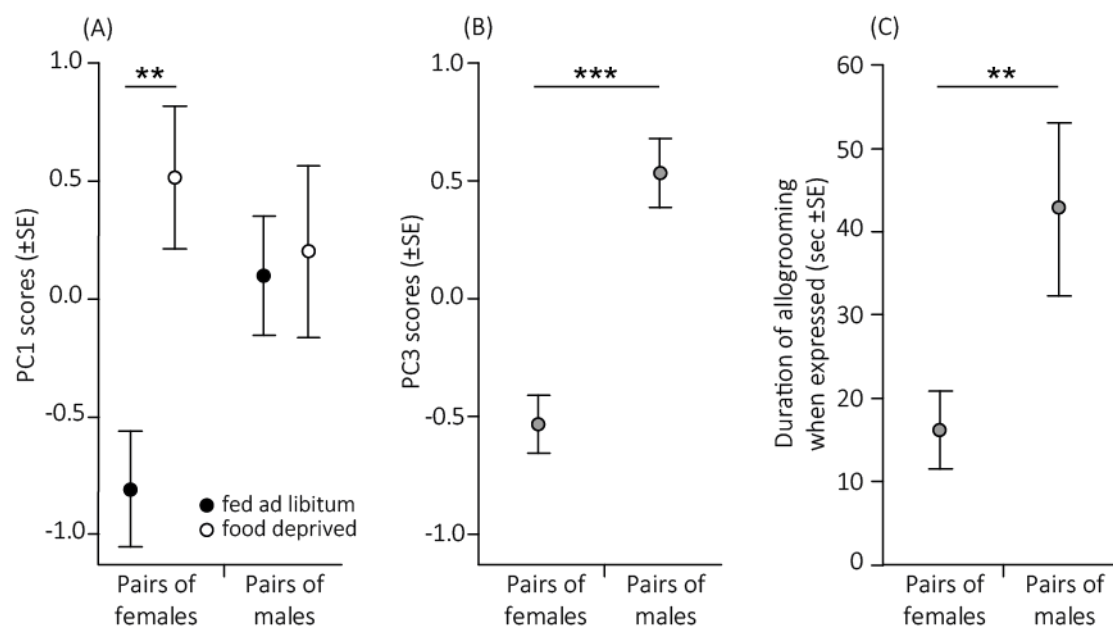 (A)
**
1.0
0.5
0.0
-0.5
-1.0
PC1 scores (±SE)
fed ad libitum
food deprived
Pairs of
females
Pairs of
males
(B)
***
1.0
0.5
0.0
-0.5
-1.0
PC3 scores (±SE)
Pairs of
females
Pairs of
males
(C)
**
60
50
40
30
20
10
0
Duration of allogrooming
when expressed (sec ±SE)
Pairs of
females
Pairs of
males